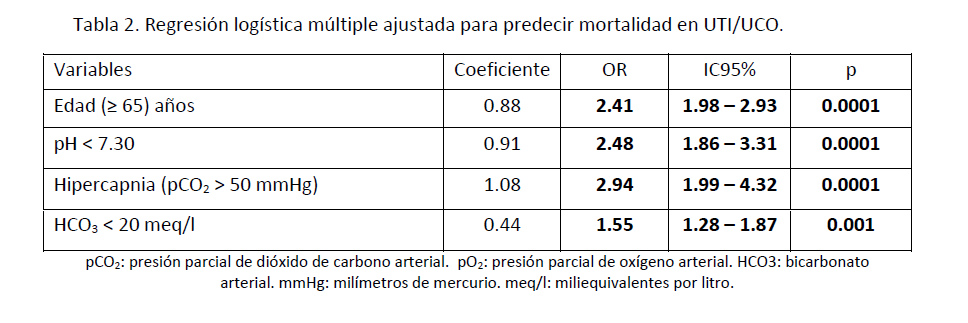 Tabla 2. Regresión logística múltiple ajustada para predecir mortalidad en UTI/UCO.
Variables Coeficiente OR IC95% p
Edad (≥ 65) años 0.88 2.41 1.98 – 2.93 0.0001
pH < 7.30 0.91 2.48 1.86 – 3.31 0.0001
Hipercapnia (pCO₂ > 50 mmHg) 1.08 2.94 1.99 – 4.32 0.0001
HCO₃ < 20 meq/l 0.44 1.55 1.28 – 1.87 0.001
pCO₂: presión parcial de dióxido de carbono arterial. pO₂: presión parcial de oxígeno arterial. HCO3: bicarbonato
arterial. mmHg: milímetros de mercurio. meq/l: miliequivalentes por litro.